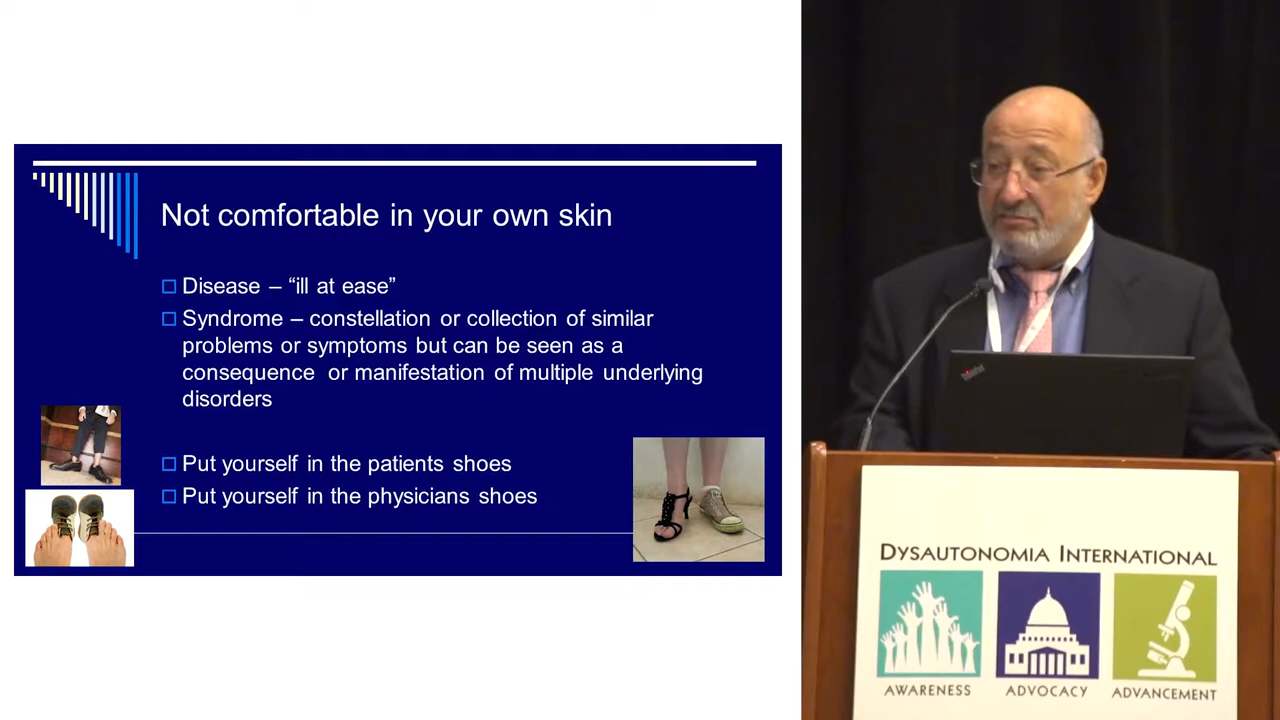 Not comfortable in your own skin
Disease – “ill at ease”
Syndrome – constellation or collection of similar
problems or symptoms but can be seen as a
consequence or manifestation of multiple underlying
disorders
Put yourself in the patients shoes
Put yourself in the physicians shoes
ThinkPad
DYSAUTONOMIA INTERNATIONAL
AWARENESS
ADVOCACY
ADVANCEMENT